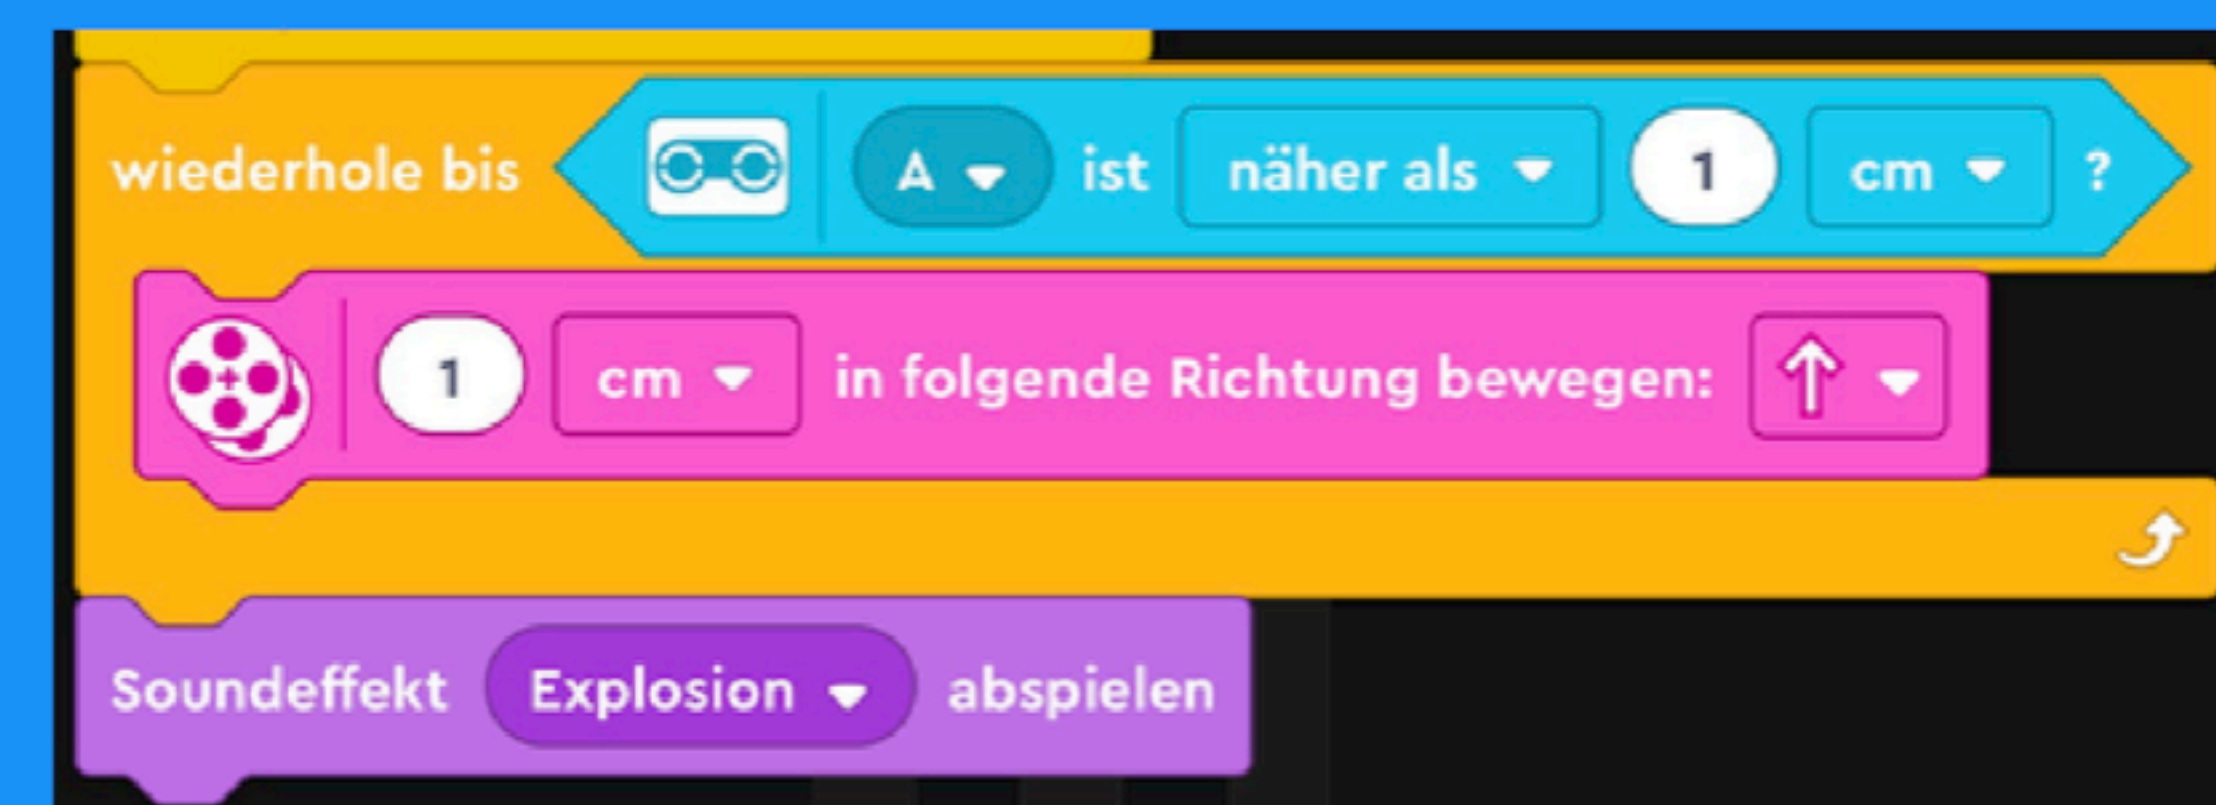 wiederhole bis A ist näher als 1 cm ?
1 cm in folgende Richtung bewegen:
Soundeffekt Explosion abspielen